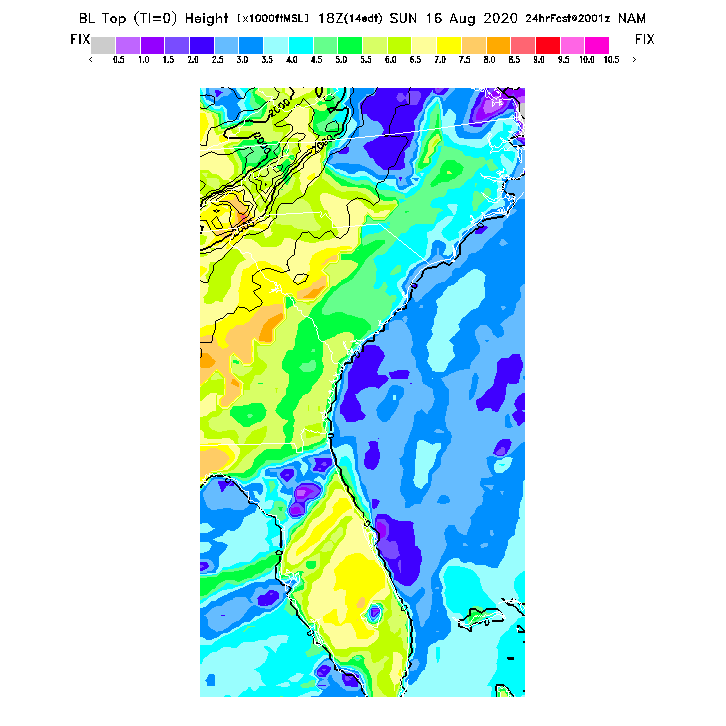 BL Top (TI=0) Height [x1000ftMSL] 18Z(14edt) SUN 16 Aug 2020 24hrFcst@2001z NAM
FIX FIX
< 0.5 1.0 1.5 2.0 2.5 3.0 3.5 4.0 4.5 5.0 5.5 6.0 6.5 7.0 7.5 8.0 8.5 9.0 9.5 10.0 10.5 >
2000
2000
2000